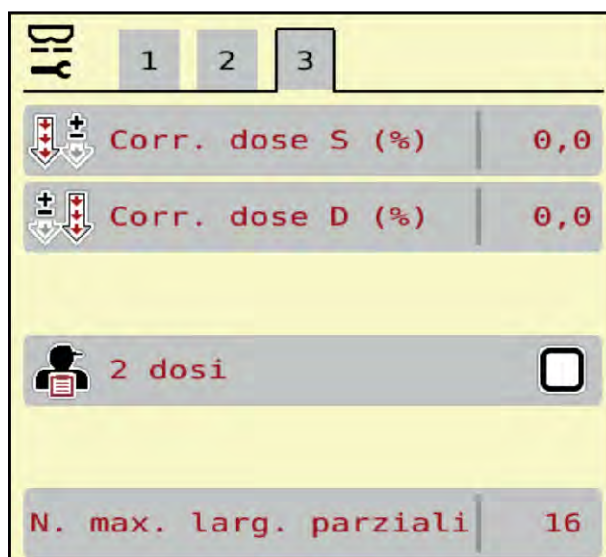 1 2 3
Corr. dose S (%) 0,0
Corr. dose D (%) 0,0
2 dosi
N. max. larg. parziali 16